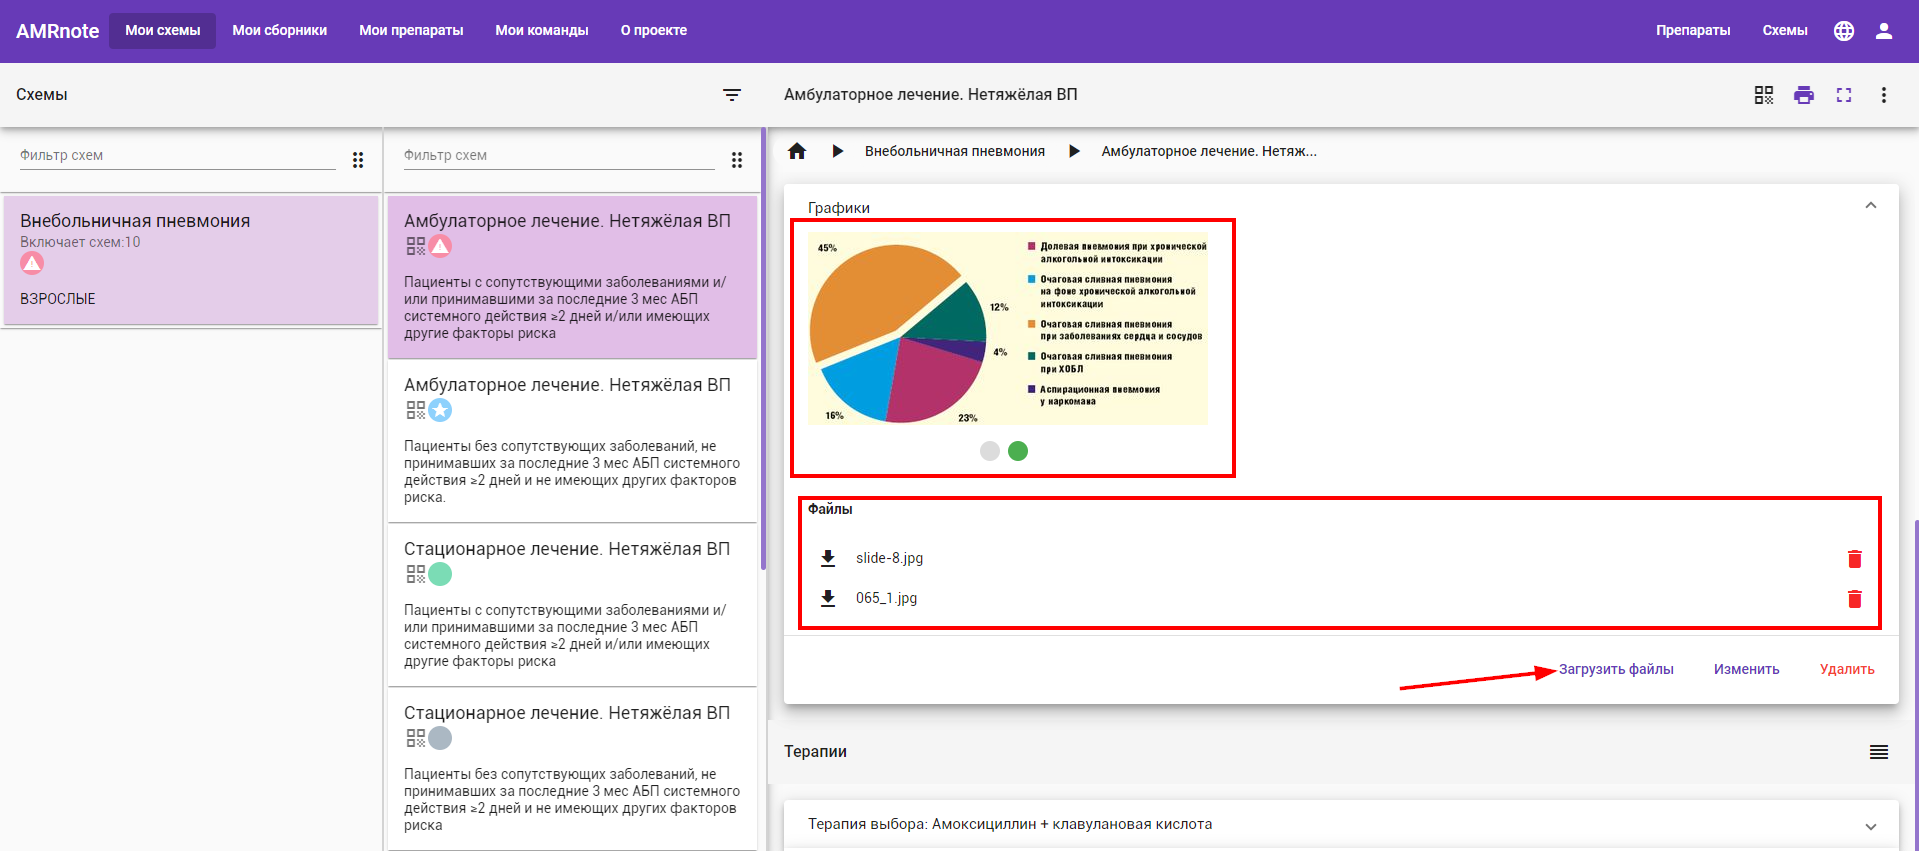 AMRnote
Мои схемы
Мои сборники
Мои препараты
Мои команды
О проекте
Препараты
Схемы
Схемы
Амбулаторное лечение. Нетяжёлая ВП
Фильтр схем
Внебольничная пневмония
Включает схем:10
ВЗРОСЛЫЕ
Фильтр схем
Амбулаторное лечение. Нетяжёлая ВП
Пациенты с сопутствующими заболеваниями и/
или принимавшими за последние 3 мес АБП
системного действия ≥2 дней и/или имеющих
другие факторы риска
Амбулаторное лечение. Нетяжёлая ВП
Пациенты без сопутствующих заболеваний, не
принимавших за последние 3 мес АБП системного
действия ≥2 дней и не имеющих других факторов
риска.
Стационарное лечение. Нетяжёлая ВП
Пациенты с сопутствующими заболеваниями и/
или принимавшими за последние 3 мес АБП
системного действия ≥2 дней и/или имеющих
другие факторы риска
Стационарное лечение. Нетяжёлая ВП
Пациенты без сопутствующих заболеваний, не
принимавших за последние 3 мес АБП системного
действия ≥2 дней и не имеющих других факторов
риска
Внебольничная пневмония
Амбулаторное лечение. Нетяж...
Графики
45%
12%
4%
16%
23%
Долевая пневмония при хронической
алкогольной интоксикации
Очаговая сливная пневмония
на фоне хронической алкогольной
интоксикации
Очаговая сливная пневмония
при заболеваниях сердца и сосудов
Очаговая сливная пневмония
при ХОБЛ
Аспирационная пневмония
у наркомана
Файлы
slide-8.jpg
065_1.jpg
Загрузить файлы
Изменить
Удалить
Терапии
Терапия выбора: Амоксициллин + клавулановая кислота